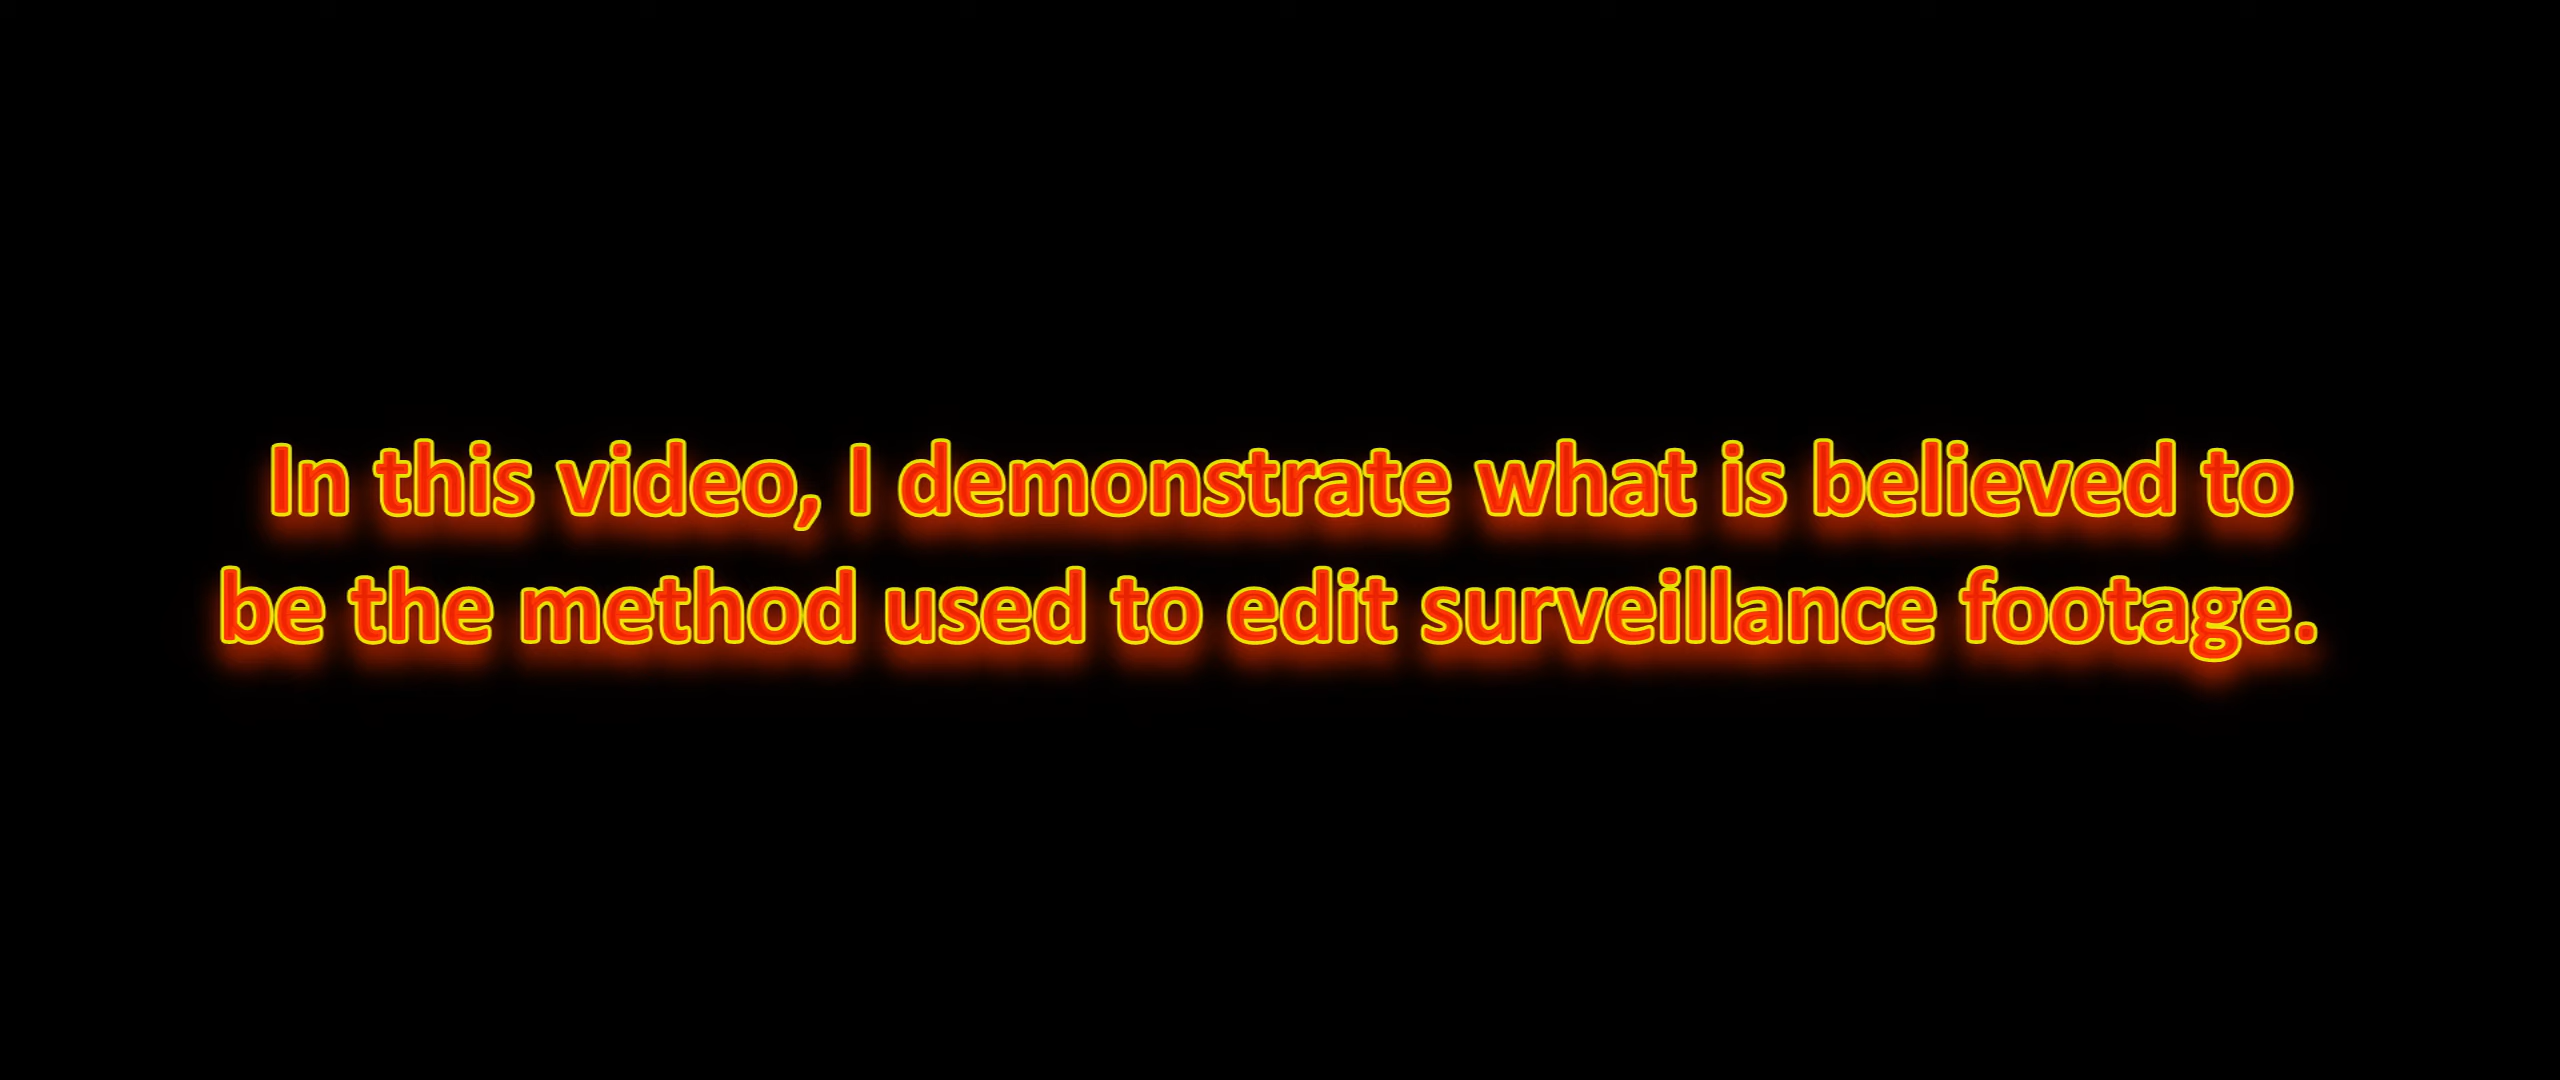 In this video, I demonstrate what is believed to
be the method used to edit surveillance footage.